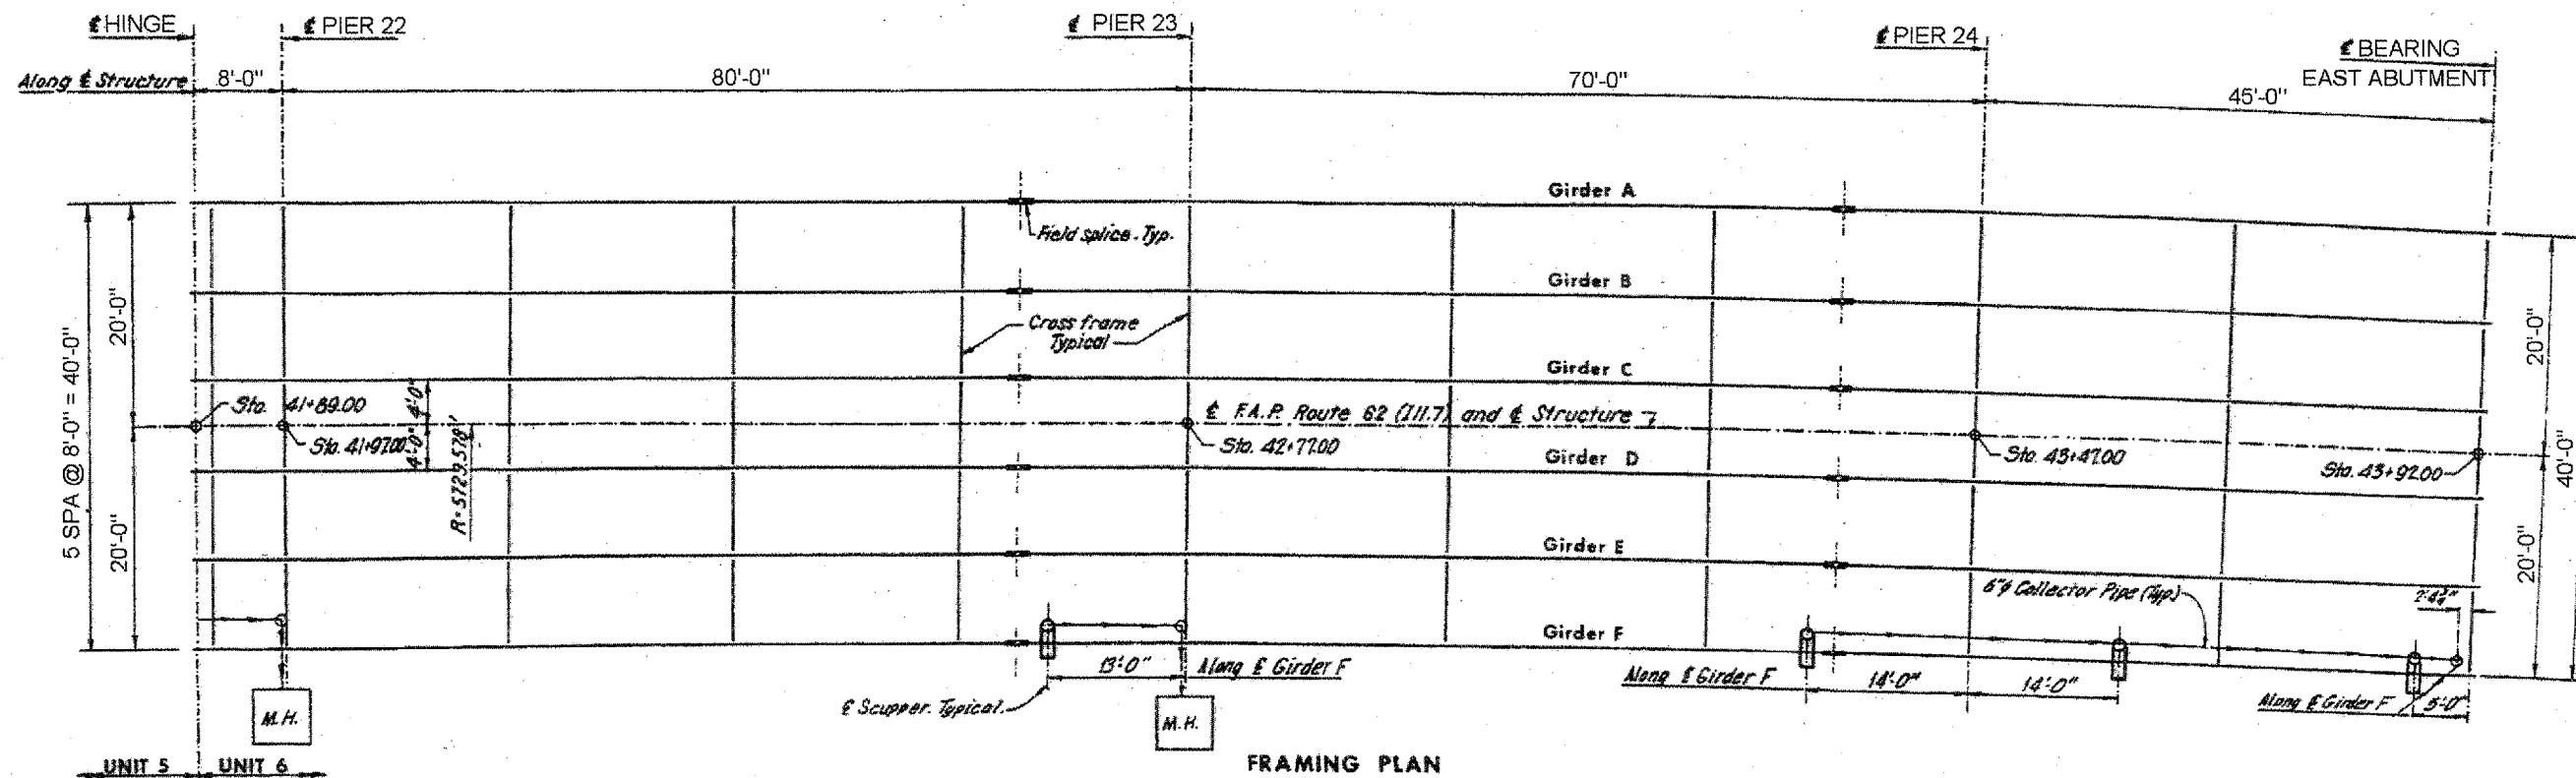 ℄ HINGE
℄ PIER 22
℄ PIER 23
℄ PIER 24
℄ BEARING
EAST ABUTMENT
Along ℄ Structure
8'-0"
80'-0"
70'-0"
45'-0"
Girder A
Field splice-Typ.
Girder B
20'-0"
20'-0"
Cross frame
Typical
Girder C
5 SPA @ 8'-0" = 40'-0"
4'-0"
4'-0"
Sta. 41+89.00
Sta. 41+97.00
R=5729.578'
℄ F.A.P. Route 62 (Ill.7) and ℄ Structure
Sta. 42+77.00
Sta. 43+47.00
Sta. 43+92.00
Girder D
40'-0"
20'-0"
20'-0"
Girder E
6"φ Collector Pipe (Typ.)
2'-4¾"
Girder F
13'-0"
Along ℄ Girder F
Along ℄ Girder F
14'-0"
14'-0"
Along ℄ Girder F
5'-0"
℄ Scupper. Typical.
M.H.
M.H.
UNIT 5
UNIT 6
FRAMING PLAN